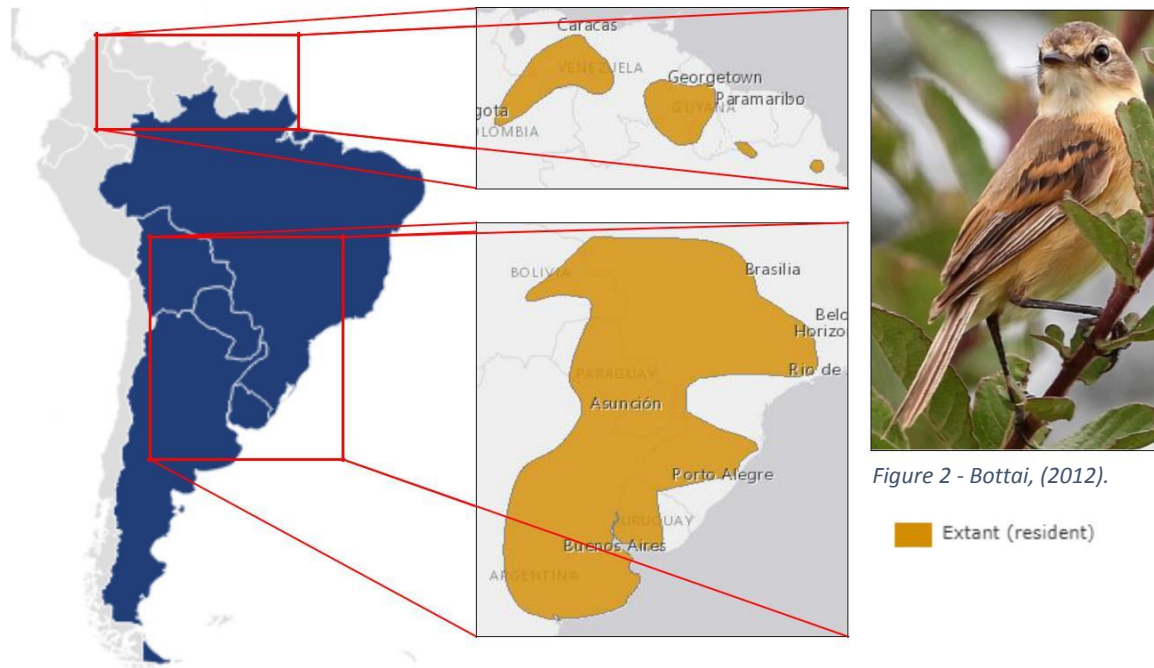 Caracas
VENEZUELA
Georgetown
GUYANA
Paramaribo
gota
OLOMBIA
BOLIVIA
Brasilia
Belo
Horizo
Rio de
PARAGUAY
Asunción
Porto Alegre
URUGUAY
Buenos Aires
ARGENTINA
Figure 2 - Bottai, (2012).
Extant (resident)